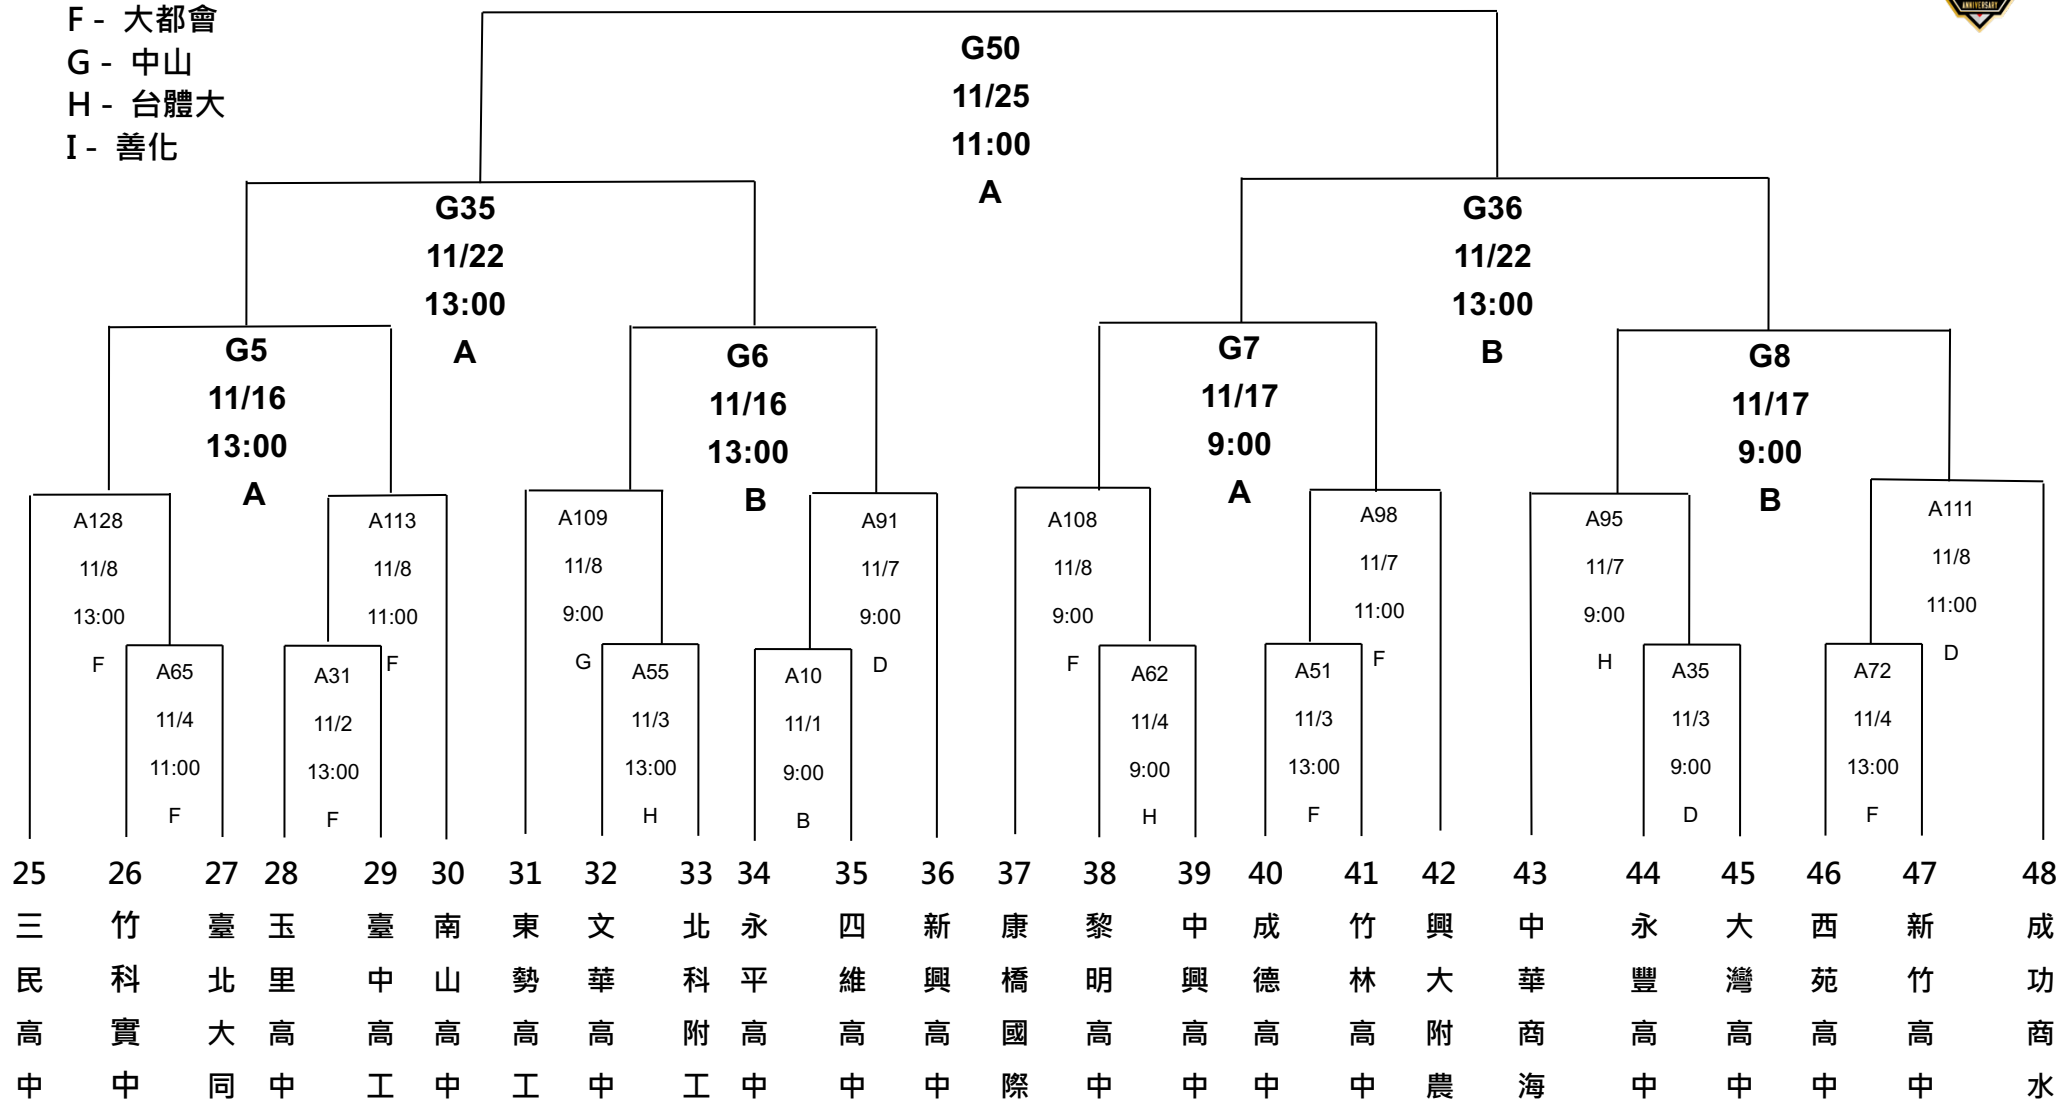 F - 大都會
G - 中山
H - 台體大
I - 善化
ANNIVERSARY
G50
11/25
11:00
A
G35
11/22
13:00
A
G36
11/22
13:00
B
G5
11/16
13:00
A
G6
11/16
13:00
B
G7
11/17
9:00
A
G8
11/17
9:00
B
A128
11/8
13:00
F
A113
11/8
11:00
F
A109
11/8
9:00
G
A91
11/7
9:00
D
A108
11/8
9:00
F
A98
11/7
11:00
F
A95
11/7
9:00
H
A111
11/8
11:00
D
A65
11/4
11:00
F
A31
11/2
13:00
F
A55
11/3
13:00
H
A10
11/1
9:00
B
A62
11/4
9:00
H
A51
11/3
13:00
F
A35
11/3
9:00
D
A72
11/4
13:00
F
25 26 27 28 29 30 31 32 33 34 35 36 37 38 39 40 41 42 43 44 45 46 47 48
三民高中
竹科實中
臺北大同
玉里高中
臺中高工
南山高中
東勢高工
文華高中
北科附工
永平高中
四維高中
新興高中
康橋國際
黎明高中
中興高中
成德高中
竹林高中
興大附農
中華商海
永豐高中
大灣高中
西苑高中
新竹高中
成功商水